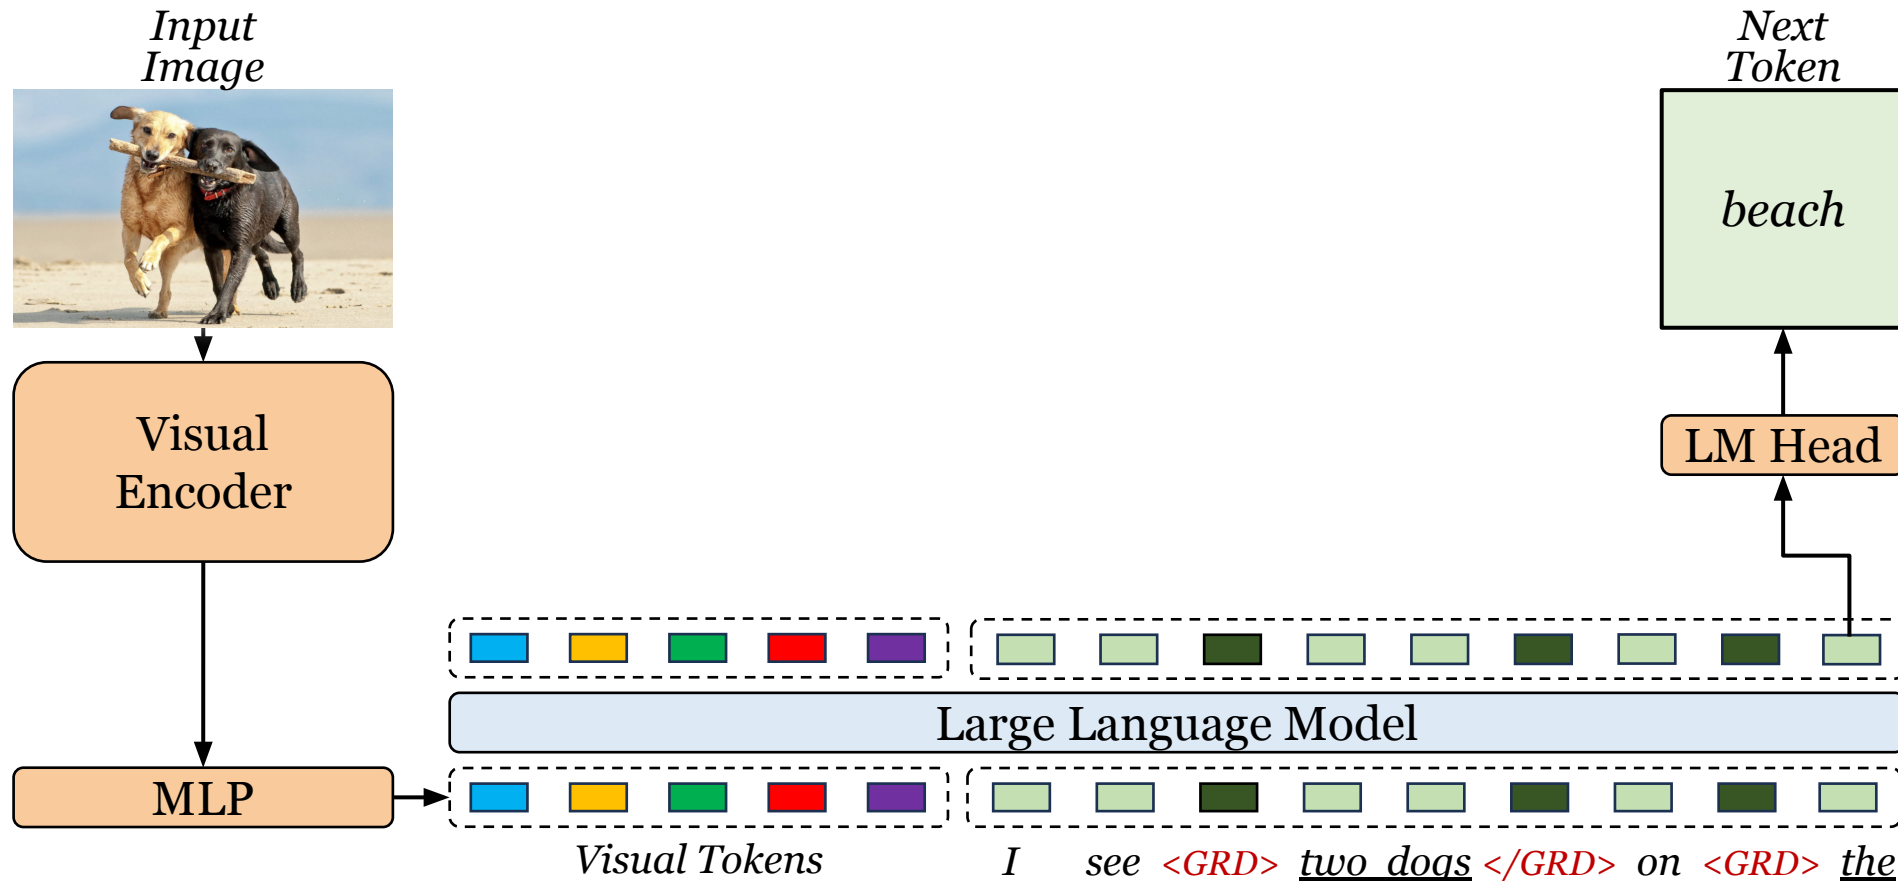 Input
Image
Next
Token
beach
Visual
Encoder
LM Head
Large Language Model
MLP
Visual Tokens
I see <GRD> two dogs </GRD> on <GRD> the